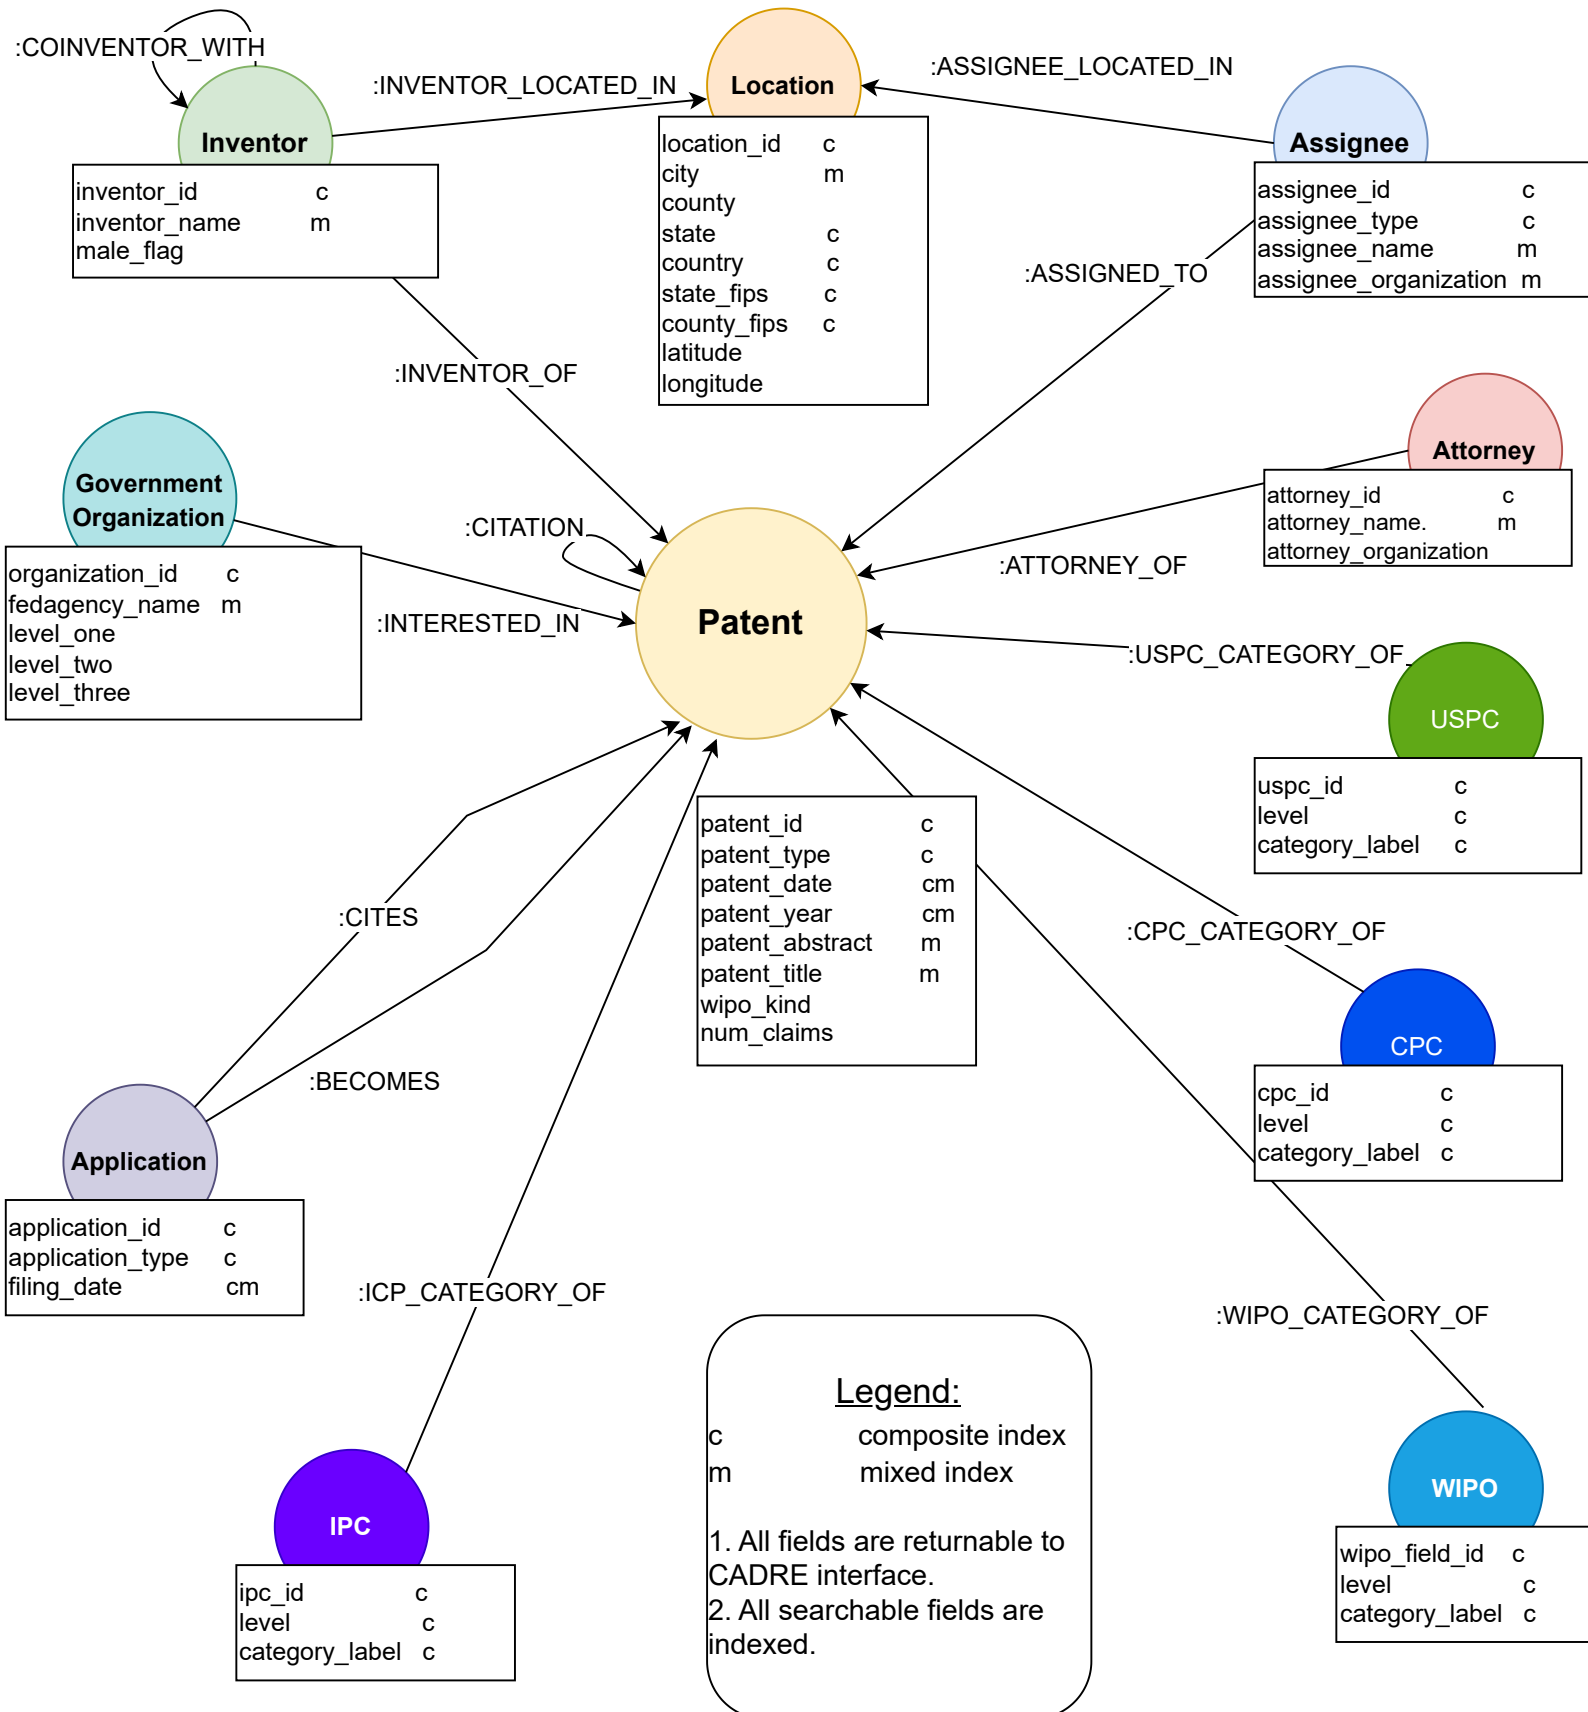 :COINVENTOR_WITH
Inventor
inventor_id c
inventor_name m
male_flag
:INVENTOR_LOCATED_IN
Location
location_id c
city m
county
state c
country c
state_fips c
county_fips c
latitude
longitude
:ASSIGNEE_LOCATED_IN
Assignee
assignee_id c
assignee_type c
assignee_name m
assignee_organization m
:ASSIGNED_TO
:INVENTOR_OF
Government
Organization
organization_id c
fedagency_name m
level_one
level_two
level_three
:INTERESTED_IN
:CITATION
Patent
patent_id c
patent_type c
patent_date cm
patent_year cm
patent_abstract m
patent_title m
wipo_kind
num_claims
Attorney
attorney_id c
attorney_name. m
attorney_organization
:ATTORNEY_OF
:USPC_CATEGORY_OF
USPC
uspc_id c
level c
category_label c
:CPC_CATEGORY_OF
CPC
cpc_id c
level c
category_label c
:CITES
:BECOMES
Application
application_id c
application_type c
filing_date cm
:ICP_CATEGORY_OF
IPC
ipc_id c
level c
category_label c
:WIPO_CATEGORY_OF
WIPO
wipo_field_id c
level c
category_label c
Legend:
c composite index
m mixed index
1. All fields are returnable to
CADRE interface.
2. All searchable fields are
indexed.